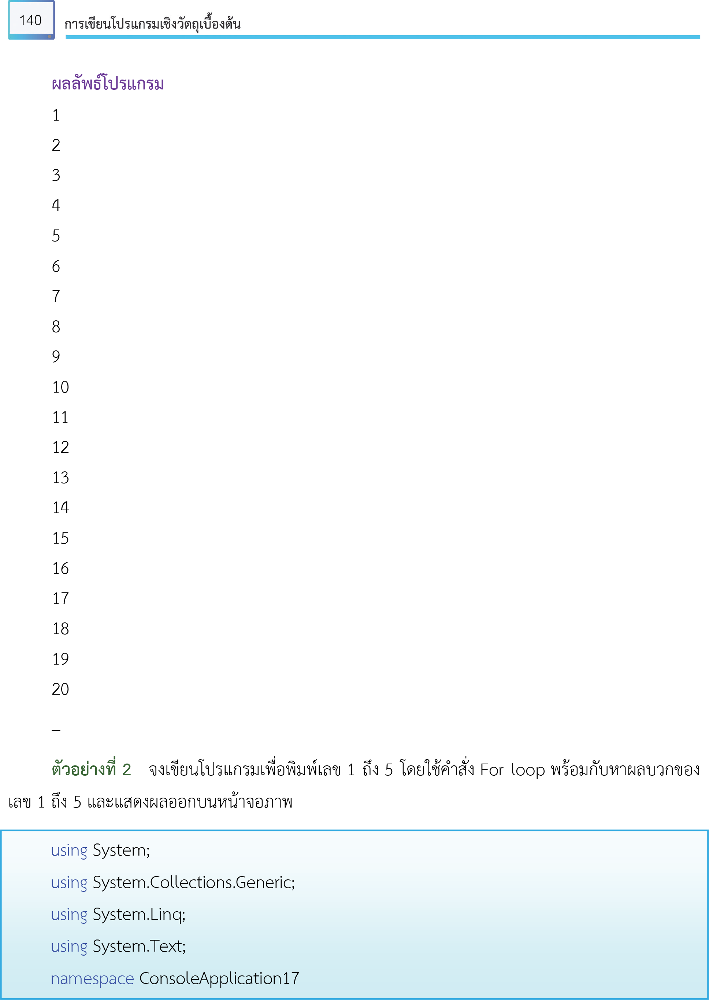 140
การเขียนโปรแกรมเชิงวัตถุเบื้องต้น
ผลลัพธ์โปรแกรม
1
2
3
4
5
6
7
8
9
10
11
12
13
14
15
16
17
18
19
20
_
ตัวอย่างที่ 2 จงเขียนโปรแกรมเพื่อพิมพ์เลข 1 ถึง 5 โดยใช้คำสั่ง For loop พร้อมกับหาผลบวกของ
เลข 1 ถึง 5 และแสดงผลออกบนหน้าจอภาพ
using System;
using System.Collections.Generic;
using System.Linq;
using System.Text;
namespace ConsoleApplication17